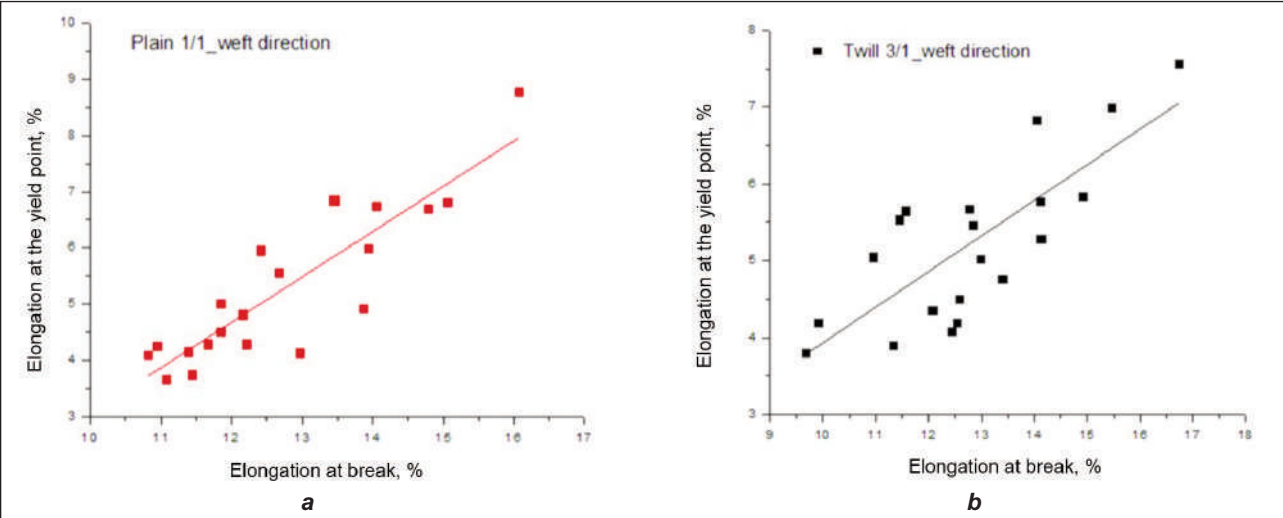 Plain 1/1_weft direction
Elongation at the yield point, %
10
9
8
7
6
5
4
3
10 11 12 13 14 15 16 17
Elongation at break, %
a
Twill 3/1_weft direction
Elongation at the yield point, %
8
7
6
5
4
3
9 10 11 12 13 14 15 16 17 18
Elongation at break, %
b